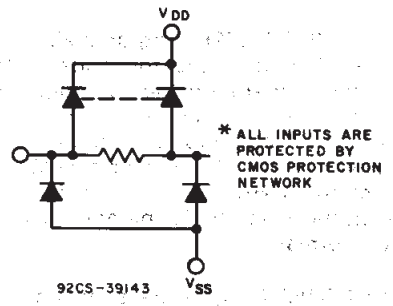 VDD
* ALL INPUTS ARE
PROTECTED BY
CMOS PROTECTION
NETWORK
92CS-39143
VSS